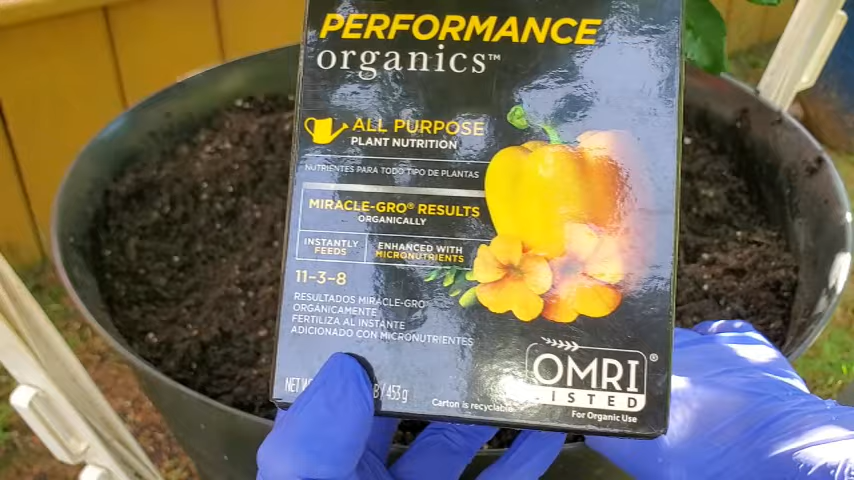 PERFORMANCE
organics™
ALL PURPOSE
PLANT NUTRITION
NUTRIENTES PARA TODO TIPO DE PLANTAS
MIRACLE-GRO® RESULTS
ORGANICALLY
INSTANTLY
FEEDS
ENHANCED WITH
MICRONUTRIENTS
11-3-8
RESULTADOS MIRACLE-GRO®
ORGÁNICAMENTE
FERTILIZA AL INSTANTE
ADICIONADO CON MICRONUTRIENTES
NET
/453g
Carton is recyclable
OMRI®
LISTED
For Organic Use